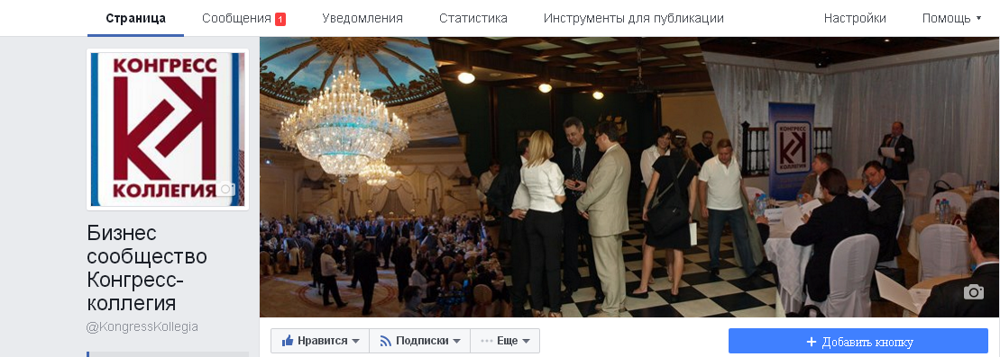 Страница Сообщения 1 Уведомления Статистика Инструменты для публикации Настройки Помощь
КОНГРЕСС
КОЛЛЕГИЯ
Бизнес
сообщество
Конгресс-
коллегия
@KongressKollegia
КОНГРЕСС
КОЛЛЕГИЯ
Нравится Подписки Еще + Добавить кнопку